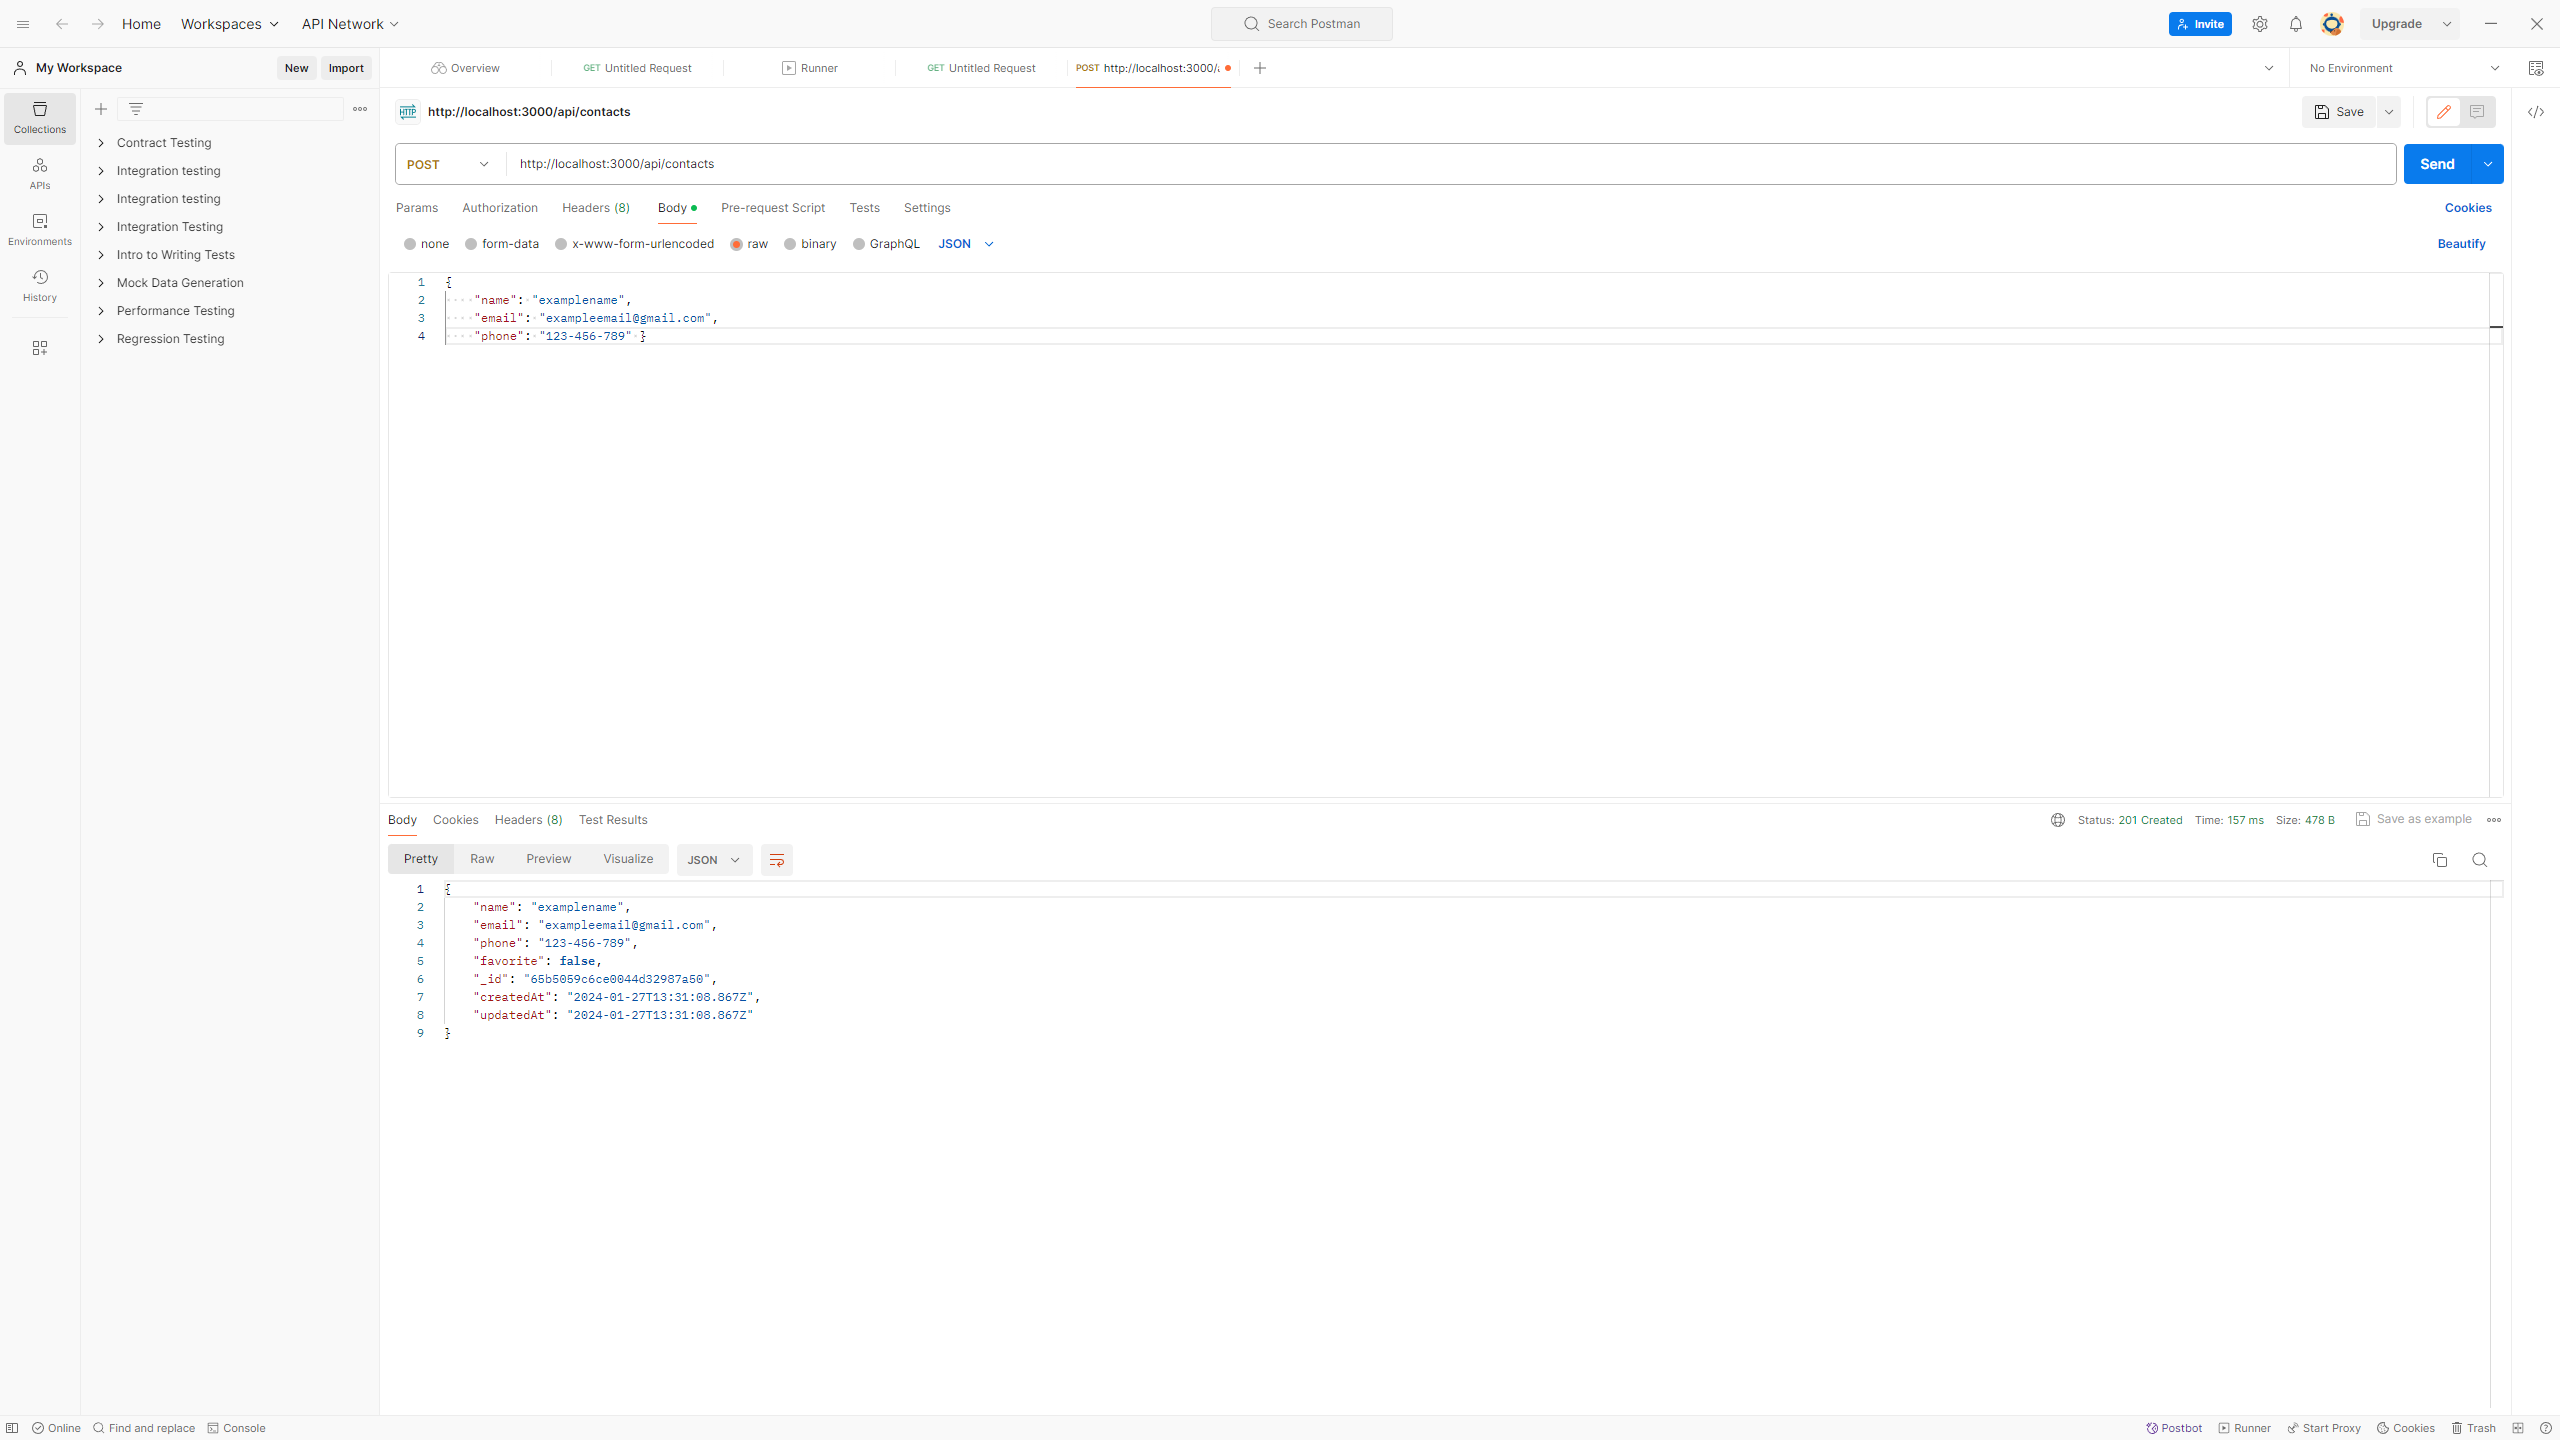 Home Workspaces API Network Search Postman Invite Upgrade
My Workspace New Import Overview GET Untitled Request Runner GET Untitled Request POST http://localhost:3000/ No Environment
Collections
APIs
Environments
History
Contract Testing
Integration testing
Integration testing
Integration Testing
Intro to Writing Tests
Mock Data Generation
Performance Testing
Regression Testing
HTTP http://localhost:3000/api/contacts Save
POST http://localhost:3000/api/contacts Send
Params Authorization Headers (8) Body Pre-request Script Tests Settings Cookies
none form-data x-www-form-urlencoded raw binary GraphQL JSON Beautify
1 {
2 "name": "examplename",
3 "email": "exampleemail@gmail.com",
4 "phone": "123-456-789" }
Body Cookies Headers (8) Test Results Status: 201 Created Time: 157 ms Size: 478 B Save as example
Pretty Raw Preview Visualize JSON
1 {
2 "name": "examplename",
3 "email": "exampleemail@gmail.com",
4 "phone": "123-456-789",
5 "favorite": false,
6 "_id": "65b5059c6ce0044d32987a50",
7 "createdAt": "2024-01-27T13:31:08.867Z",
8 "updatedAt": "2024-01-27T13:31:08.867Z"
9 }
Online Find and replace Console Postbot Runner Start Proxy Cookies Trash